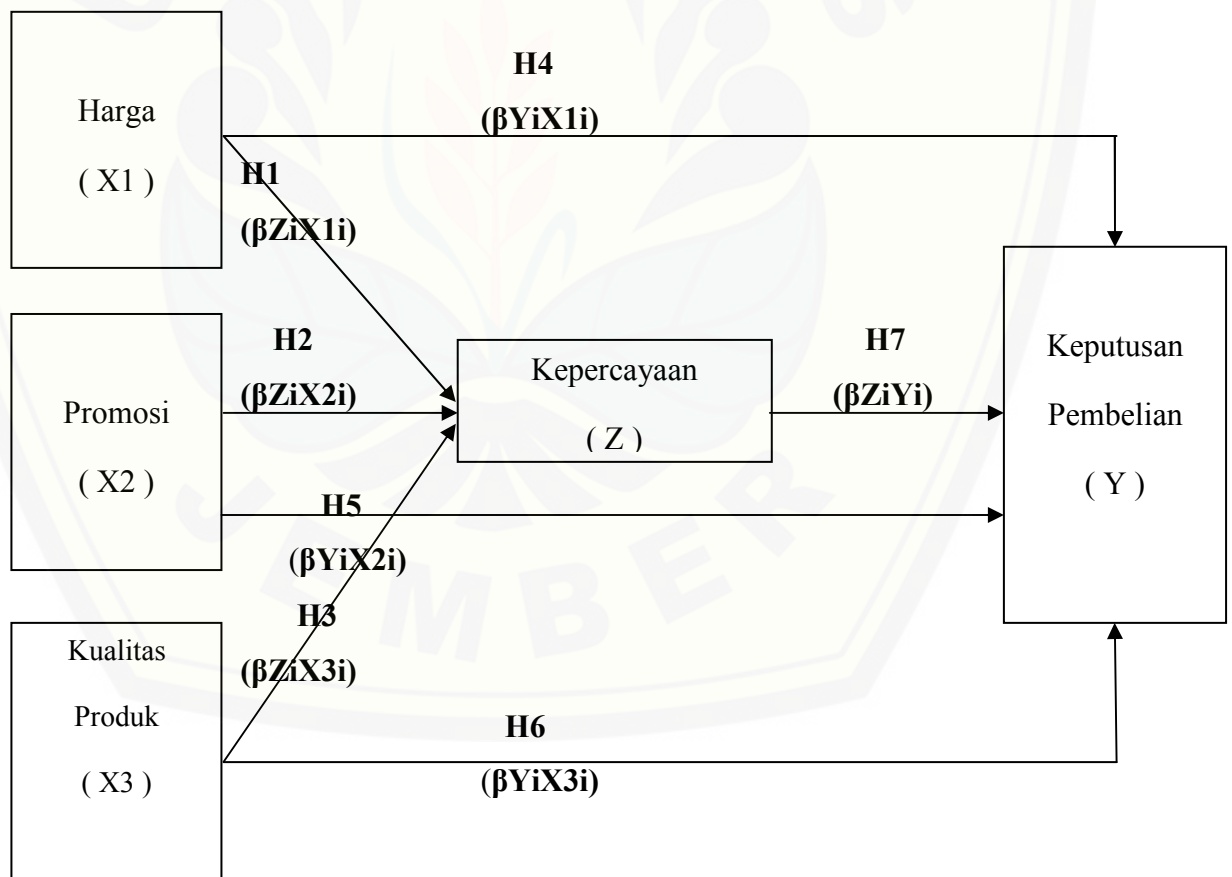 H4
(βYiX1i)
Harga
( X1 )
H1
(βZiX1i)
H2
(βZiX2i)
Promosi
( X2 )
Kepercayaan
( Z )
H7
(βZiYi)
Keputusan
Pembelian
( Y )
H5
(βYiX2i)
H3
(βZiX3i)
Kualitas
Produk
( X3 )
H6
(βYiX3i)
JEMBER